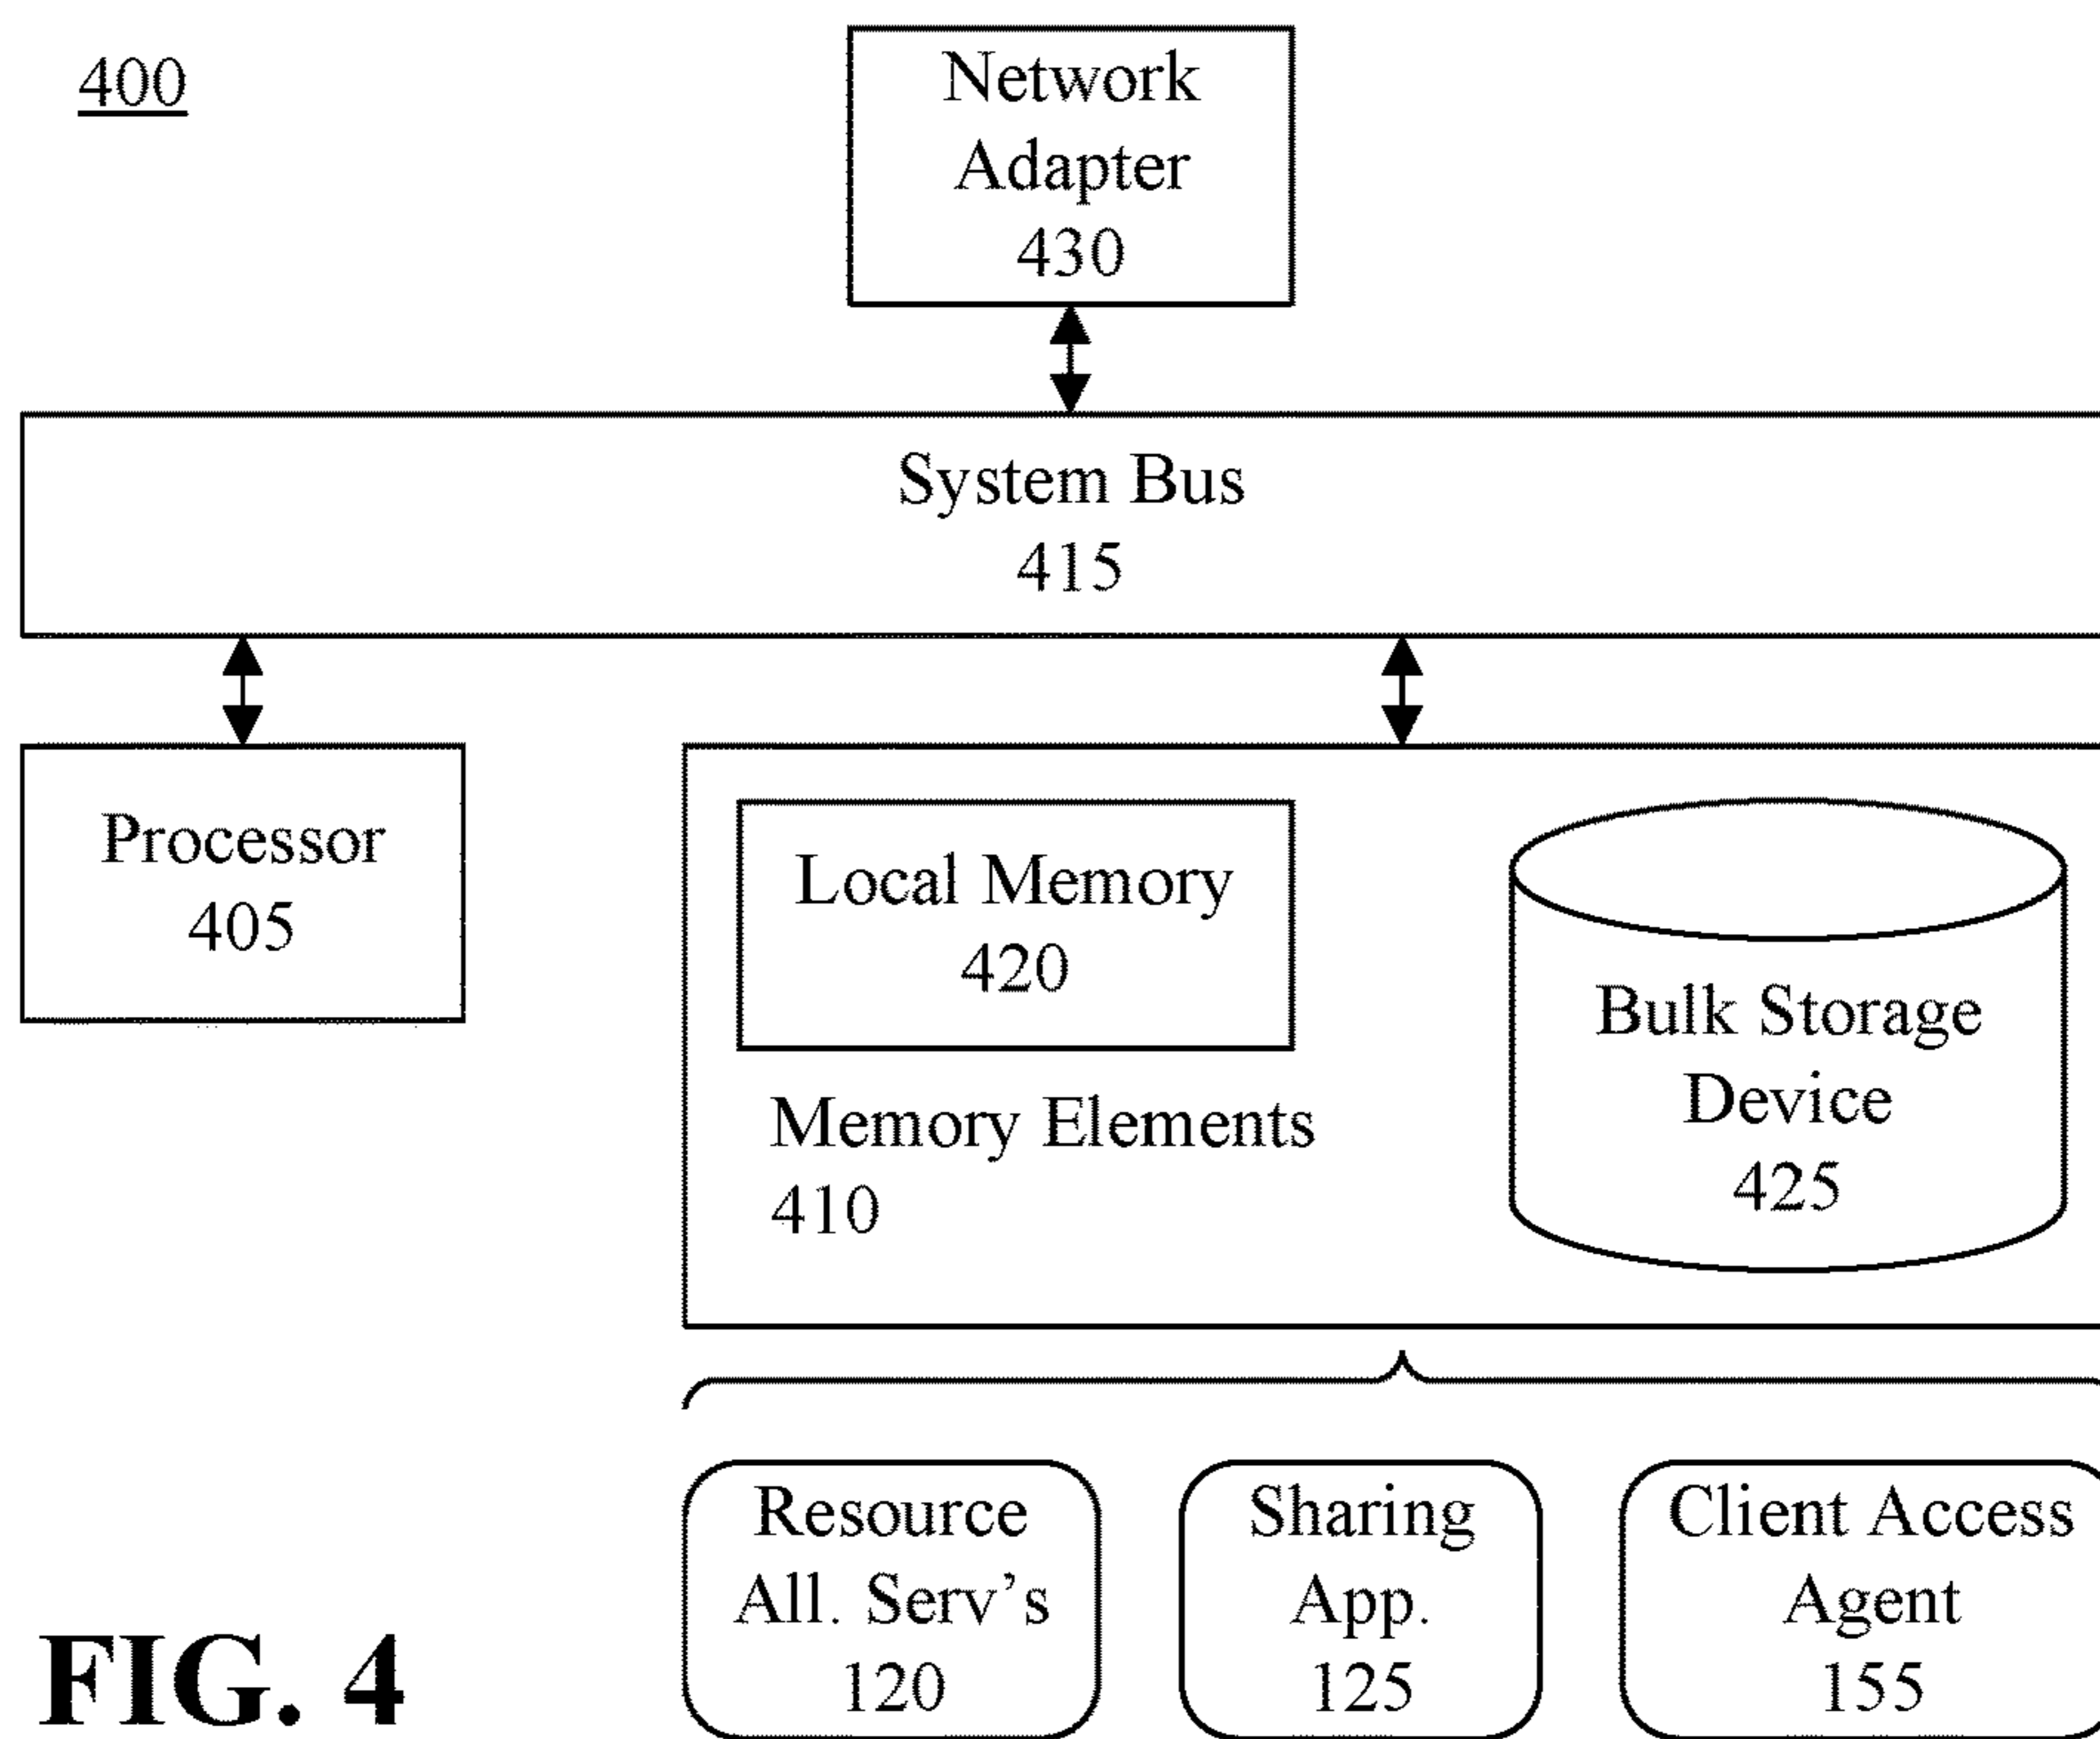 400
Network
Adapter
430
System Bus
415
Processor
405
Local Memory
420
Memory Elements
410
Bulk Storage
Device
425
Resource
All. Serv’s
120
Sharing
App.
125
Client Access
Agent
155
FIG. 4